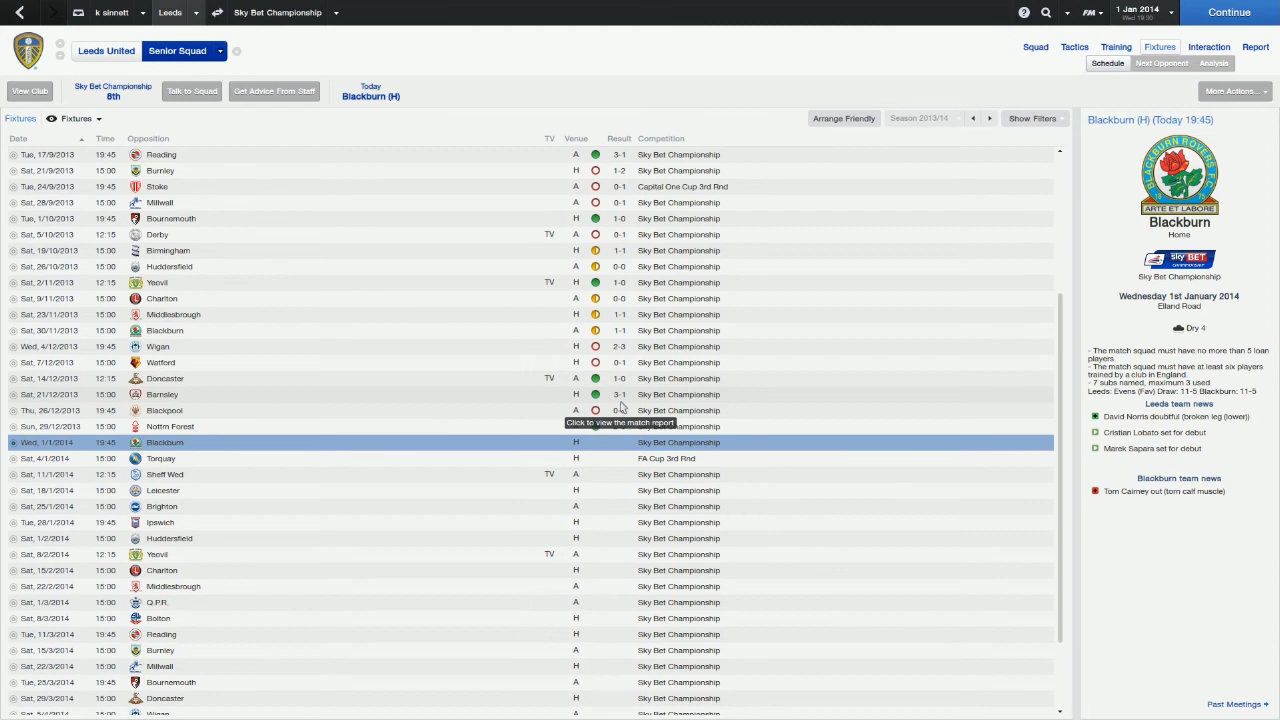 k sinnett Leeds Sky Bet Championship FM 1 Jan 2014 Wed 19:30 Continue
Leeds United Senior Squad Squad Tactics Training Fixtures Interaction Report
Schedule Next Opponent Analysis
View Club Sky Bet Championship 8th Talk to Squad Get Advice From Staff Today Blackburn (H) More Actions...
Fixtures Fixtures Arrange Friendly Season 2013/14 Show Filters
Date Time Opposition TV Venue Result Competition
Tue, 17/9/2013 19:45 Reading A 3-1 Sky Bet Championship
Sat, 21/9/2013 15:00 Burnley H 1-2 Sky Bet Championship
Tue, 24/9/2013 19:45 Stoke A 0-1 Capital One Cup 3rd Rnd
Sat, 28/9/2013 15:00 Millwall A 0-1 Sky Bet Championship
Tue, 1/10/2013 19:45 Bournemouth H 1-0 Sky Bet Championship
Sat, 5/10/2013 12:15 Derby TV A 0-1 Sky Bet Championship
Sat, 19/10/2013 15:00 Birmingham H 1-1 Sky Bet Championship
Sat, 26/10/2013 15:00 Huddersfield A 0-0 Sky Bet Championship
Sat, 2/11/2013 12:15 Yeovil TV H 1-0 Sky Bet Championship
Sat, 9/11/2013 15:00 Charlton A 0-0 Sky Bet Championship
Sat, 23/11/2013 15:00 Middlesbrough H 1-1 Sky Bet Championship
Sat, 30/11/2013 15:00 Blackburn A 1-1 Sky Bet Championship
Wed, 4/12/2013 19:45 Wigan H 2-3 Sky Bet Championship
Sat, 7/12/2013 15:00 Watford H 0-1 Sky Bet Championship
Sat, 14/12/2013 12:15 Doncaster TV A 1-0 Sky Bet Championship
Sat, 21/12/2013 15:00 Barnsley H 3-1 Sky Bet Championship
Thu, 26/12/2013 19:45 Blackpool A Sky Bet Championship
Click to view the match report
Sun, 29/12/2013 15:00 Nottm Forest Sky Bet Championship
Wed, 1/1/2014 19:45 Blackburn H Sky Bet Championship
Sat, 4/1/2014 15:00 Torquay H FA Cup 3rd Rnd
Sat, 11/1/2014 12:15 Sheff Wed TV A Sky Bet Championship
Sat, 18/1/2014 15:00 Leicester H Sky Bet Championship
Sat, 25/1/2014 15:00 Brighton A Sky Bet Championship
Tue, 28/1/2014 19:45 Ipswich H Sky Bet Championship
Sat, 1/2/2014 15:00 Huddersfield H Sky Bet Championship
Sat, 8/2/2014 12:15 Yeovil TV A Sky Bet Championship
Sat, 15/2/2014 15:00 Charlton H Sky Bet Championship
Sat, 22/2/2014 15:00 Middlesbrough A Sky Bet Championship
Sat, 1/3/2014 15:00 Q.P.R. A Sky Bet Championship
Sat, 8/3/2014 15:00 Bolton H Sky Bet Championship
Tue, 11/3/2014 19:45 Reading H Sky Bet Championship
Sat, 15/3/2014 15:00 Burnley A Sky Bet Championship
Sat, 22/3/2014 15:00 Millwall H Sky Bet Championship
Tue, 25/3/2014 19:45 Bournemouth A Sky Bet Championship
Sat, 29/3/2014 15:00 Doncaster H Sky Bet Championship
Sat, 5/4/2014 15:00 Wigan A Sky Bet Championship
Blackburn (H) (Today 19:45)
BLACKBURN ROVERS F.C.
ARTE ET LABORE
Blackburn
Home
sky BET
CHAMPIONSHIP
Sky Bet Championship
Wednesday 1st January 2014
Elland Road
Dry 4°
- The match squad must have no more than 5 loan
players.
- The match squad must have at least six players
trained by a club in England.
- 7 subs named, maximum 3 used
Leeds: Evens (Fav) Draw: 11-5 Blackburn: 11-5
Leeds team news
David Norris doubtful (broken leg (lower))
Cristian Lobato set for debut
Marek Sapara set for debut
Blackburn team news
Tom Cairney out (torn calf muscle)
Past Meetings